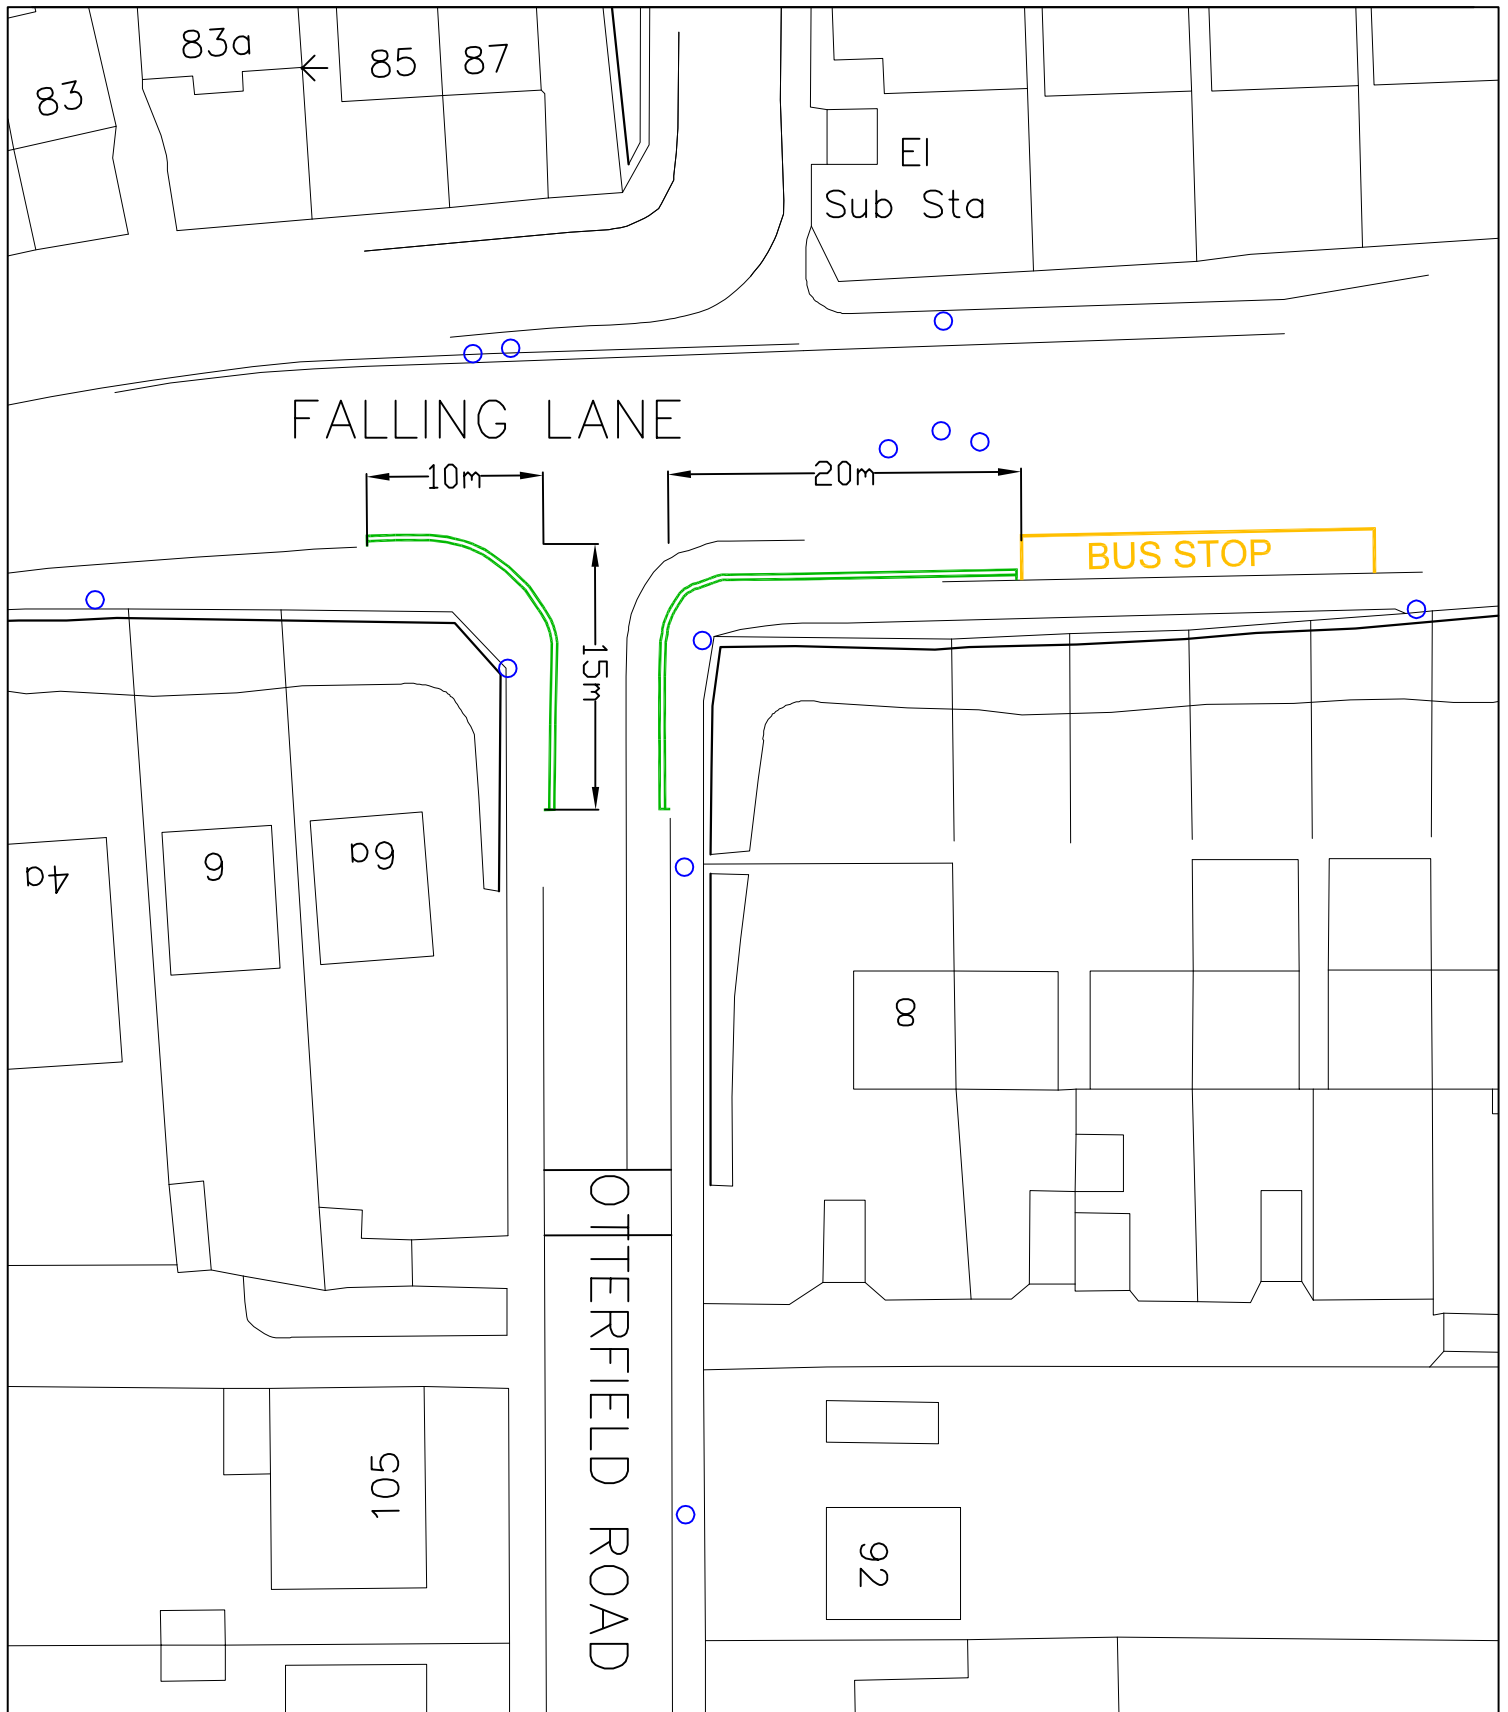 83a
85
87
83
El
Sub Sta
FALLING LANE
10m
20m
BUS STOP
15m
4a
6
6a
8
OTTERFIELD ROAD
105
92